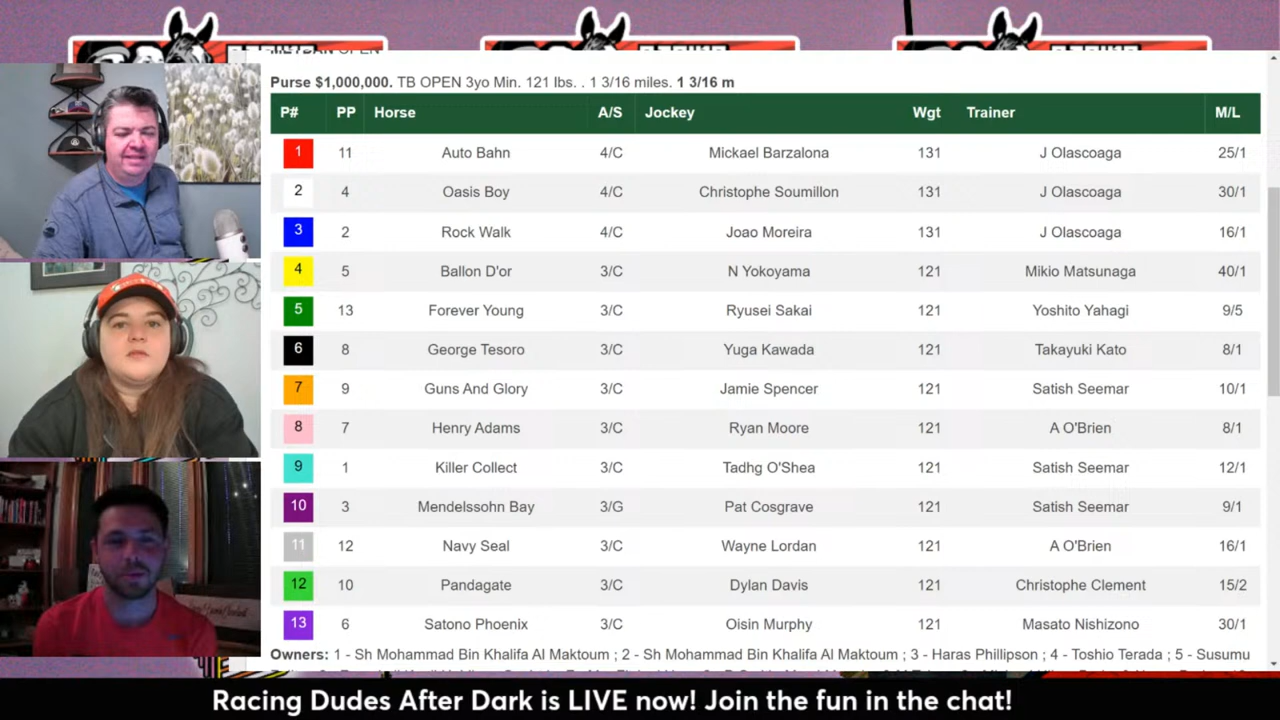 Purse $1,000,000. TB OPEN 3yo Min. 121 lbs. . 1 3/16 miles. 1 3/16 m
P# PP Horse A/S Jockey Wgt Trainer M/L
1 11 Auto Bahn 4/C Mickael Barzalona 131 J Olascoaga 25/1
2 4 Oasis Boy 4/C Christophe Soumillon 131 J Olascoaga 30/1
3 2 Rock Walk 4/C Joao Moreira 131 J Olascoaga 16/1
4 5 Ballon D'or 3/C N Yokoyama 121 Mikio Matsunaga 40/1
5 13 Forever Young 3/C Ryusei Sakai 121 Yoshito Yahagi 9/5
6 8 George Tesoro 3/C Yuga Kawada 121 Takayuki Kato 8/1
7 9 Guns And Glory 3/C Jamie Spencer 121 Satish Seemar 10/1
8 7 Henry Adams 3/C Ryan Moore 121 A O'Brien 8/1
9 1 Killer Collect 3/C Tadhg O'Shea 121 Satish Seemar 12/1
10 3 Mendelssohn Bay 3/G Pat Cosgrave 121 Satish Seemar 9/1
11 12 Navy Seal 3/C Wayne Lordan 121 A O'Brien 16/1
12 10 Pandagate 3/C Dylan Davis 121 Christophe Clement 15/2
13 6 Satono Phoenix 3/C Oisin Murphy 121 Masato Nishizono 30/1
Owners: 1 - Sh Mohammad Bin Khalifa Al Maktoum ; 2 - Sh Mohammad Bin Khalifa Al Maktoum ; 3 - Haras Phillipson ; 4 - Toshio Terada ; 5 - Susumu
Racing Dudes After Dark is LIVE now! Join the fun in the chat!